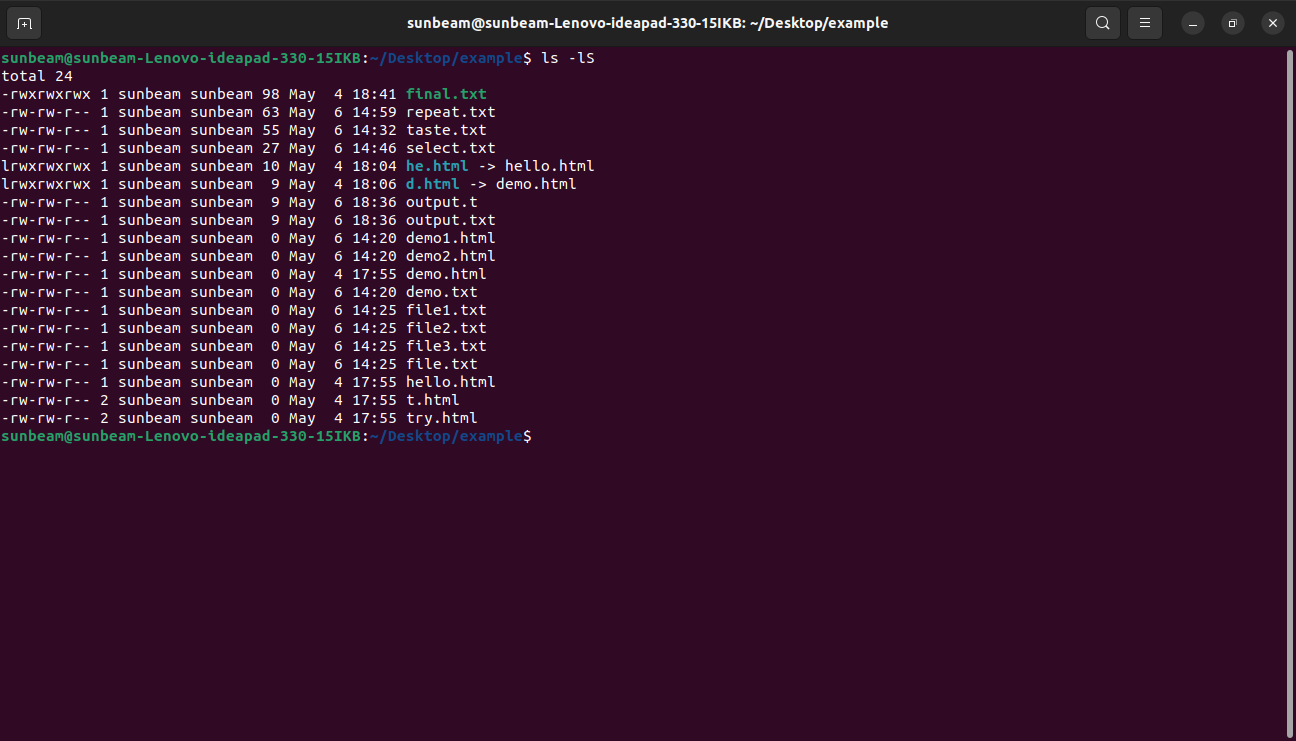 sunbeam@sunbeam-Lenovo-ideapad-330-15IKB: ~/Desktop/example
sunbeam@sunbeam-Lenovo-ideapad-330-15IKB:~/Desktop/example$ ls -lS
total 24
-rwxrwxrwx 1 sunbeam sunbeam 98 May  4 18:41 final.txt
-rw-rw-r-- 1 sunbeam sunbeam 63 May  6 14:59 repeat.txt
-rw-rw-r-- 1 sunbeam sunbeam 55 May  6 14:32 taste.txt
-rw-rw-r-- 1 sunbeam sunbeam 27 May  6 14:46 select.txt
lrwxrwxrwx 1 sunbeam sunbeam 10 May  4 18:04 he.html -> hello.html
lrwxrwxrwx 1 sunbeam sunbeam  9 May  4 18:06 d.html -> demo.html
-rw-rw-r-- 1 sunbeam sunbeam  9 May  6 18:36 output.t
-rw-rw-r-- 1 sunbeam sunbeam  9 May  6 18:36 output.txt
-rw-rw-r-- 1 sunbeam sunbeam  0 May  6 14:20 demo1.html
-rw-rw-r-- 1 sunbeam sunbeam  0 May  6 14:20 demo2.html
-rw-rw-r-- 1 sunbeam sunbeam  0 May  4 17:55 demo.html
-rw-rw-r-- 1 sunbeam sunbeam  0 May  6 14:20 demo.txt
-rw-rw-r-- 1 sunbeam sunbeam  0 May  6 14:25 file1.txt
-rw-rw-r-- 1 sunbeam sunbeam  0 May  6 14:25 file2.txt
-rw-rw-r-- 1 sunbeam sunbeam  0 May  6 14:25 file3.txt
-rw-rw-r-- 1 sunbeam sunbeam  0 May  6 14:25 file.txt
-rw-rw-r-- 1 sunbeam sunbeam  0 May  4 17:55 hello.html
-rw-rw-r-- 2 sunbeam sunbeam  0 May  4 17:55 t.html
-rw-rw-r-- 2 sunbeam sunbeam  0 May  4 17:55 try.html
sunbeam@sunbeam-Lenovo-ideapad-330-15IKB:~/Desktop/example$